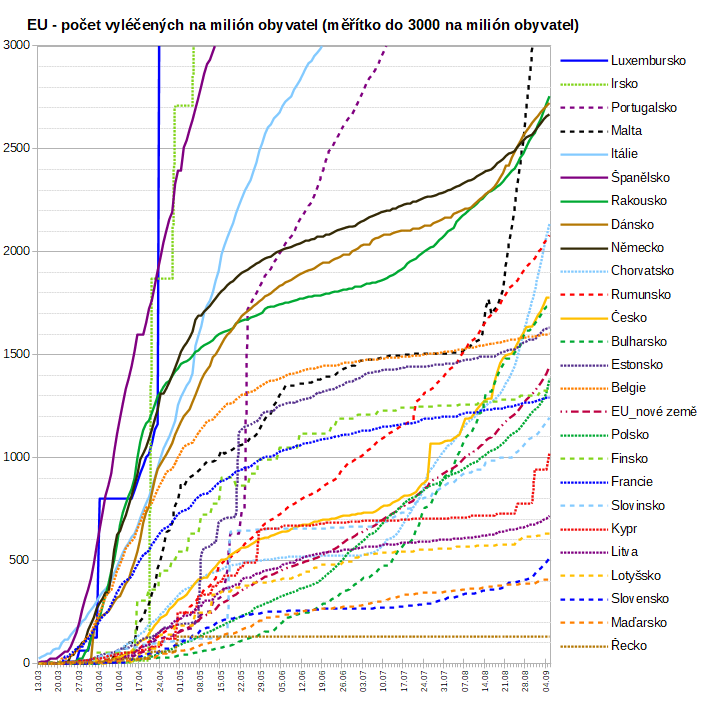 EU - počet vyléčených na milión obyvatel (měřítko do 3000 na milión obyvatel)
3000
2500
2000
1500
1000
500
0
13.03
20.03
27.03
03.04
10.04
17.04
24.04
01.05
08.05
15.05
22.05
29.05
05.06
12.06
19.06
26.06
03.07
10.07
17.07
24.07
31.07
07.08
14.08
21.08
28.08
04.09
Luxembursko
Irsko
Portugalsko
Malta
Itálie
Španělsko
Rakousko
Dánsko
Německo
Chorvatsko
Rumunsko
Česko
Bulharsko
Estonsko
Belgie
EU_nové země
Polsko
Finsko
Francie
Slovinsko
Kypr
Litva
Lotyšsko
Slovensko
Maďarsko
Řecko